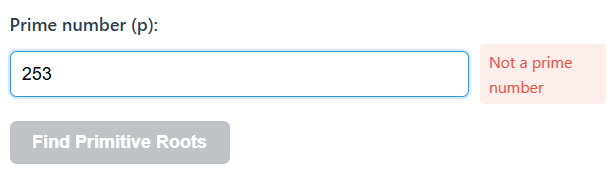 Prime number (p):
253
Not a prime
number
Find Primitive Roots